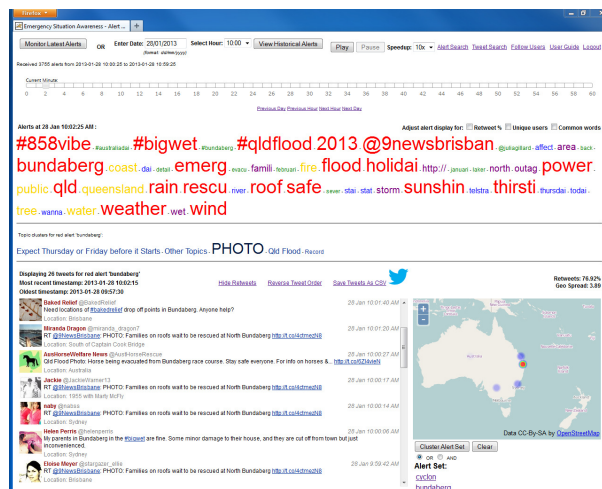 Firefox
Emergency Situation Awareness - Alert ...
Monitor Latest Alerts OR Enter Date: 28/01/2013 Select Hour: 10:00 View Historical Alerts Play Pause Speedup: 10x Alert Search Tweet Search Follow Users User Guide Logout
(format: dd/mm/yyyy)
Received 3755 alerts from 2013-01-28 10:00:25 to 2013-01-28 10:59:25
Current Minute:
0 2 4 6 8 10 12 14 16 18 20 22 24 26 28 30 32 34 36 38 40 42 44 46 48 50 52 54 56 58 60
Previous Day Previous Hour Next Hour Next Day
Alerts at 28 Jan 10:02:25 AM : Adjust alert display for: Retweet % Unique users Common words
#858vibe - #australiadai - #bigwet - #bundaberg - #qldflood 2013 @9newsbrisban - @juliagillard - affect - area - back -
bundaberg coast - dai - detail - emerg - evacu - famili - februari - fire - flood holidai - http:// - januari - laker - north - outag - power -
public - qld - queensland - rain rescu - river - roof safe - sever - stai - stat - storm - sunshin - telstra - thirsti - thursdai - todai -
tree - wanna - water - weather - wet - wind
Topic clusters for red alert 'bundaberg':
Expect Thursday or Friday before it Starts - Other Topics - PHOTO - Qld Flood - Record
Displaying 26 tweets for red alert 'bundaberg'
Most recent timestamp: 2013-01-28 10:02:15 Hide Retweets Reverse Tweet Order Save Tweets As CSV
Oldest timestamp: 2013-01-28 09:57:30
Retweets: 76.92%
Geo Spread: 3.89
Baked Relief @BakedRelief 28 Jan 10:01:40 AM
Need locations of #bakedrelief drop off points in Bundaberg. Anyone help?
Location: Brisbane
Miranda Dragon @miranda_dragon7 28 Jan 10:01:20 AM
RT @9NewsBrisbane: PHOTO: Families on roofs wait to be rescued at North Bundaberg http://t.co/4dmezN8
Location: South of Captain Cook Bridge
AusHorseWelfare News @AustHorseRescue 28 Jan 10:00:27 AM
Qld Flood Photo: Horse being evacuated from Bundaberg race course. Stay safe everyone. For info on horses &... http://t.co/6ZI4vieN
Location: Australia
Jackie @JackieWarner13 28 Jan 10:00:17 AM
RT @9NewsBrisbane: PHOTO: Families on roofs wait to be rescued at North Bundaberg http://t.co/4dmezN8
Location: 1955 with Marty McFly
naby @nabss 28 Jan 10:00:14 AM
RT @9NewsBrisbane: PHOTO: Families on roofs wait to be rescued at North Bundaberg http://t.co/4dmezN8
Location: Sydney
Helen Perris @helenperris 28 Jan 10:00:06 AM
My parents in Bundaberg in the #bigwet are fine. Some minor damage to their house, and they are cut off from town but just
inconvenienced.
Location: Sydney
Eloise Meyer @stargazer_ellie 28 Jan 9:59:42 AM
RT @9NewsBrisbane: PHOTO: Families on roofs wait to be rescued at North Bundaberg http://t.co/4dmezN8
Location: Brisbane
Australia
Data CC-By-SA by OpenStreetMap
Cluster Alert Set Clear
OR AND
Alert Set:
cyclon
bundaberg